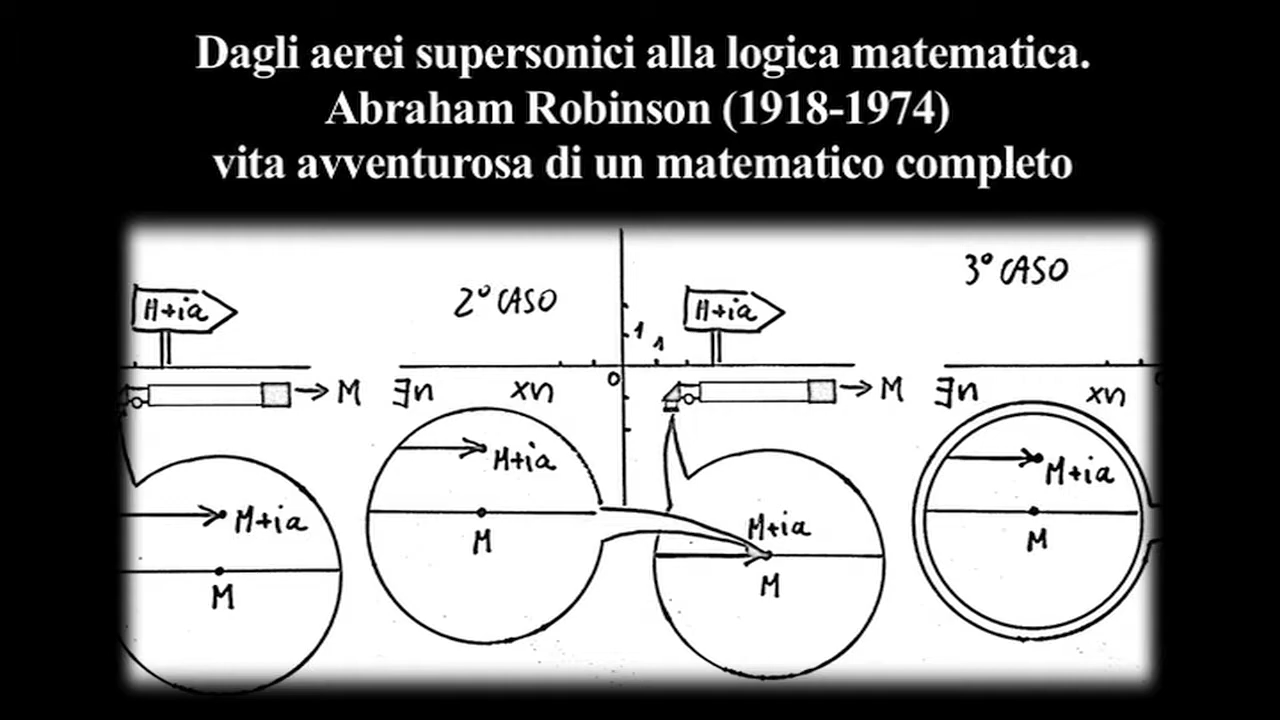 Dagli aerei supersonici alla logica matematica.
Abraham Robinson (1918-1974)
vita avventurosa di un matematico completo
3° CASO
2° CASO
M+ia
M+ia
1
1
0
M
∃n
xn
M
∃n
xn
M+ia
M+ia
M+ia
M+ia
M
M
M
M